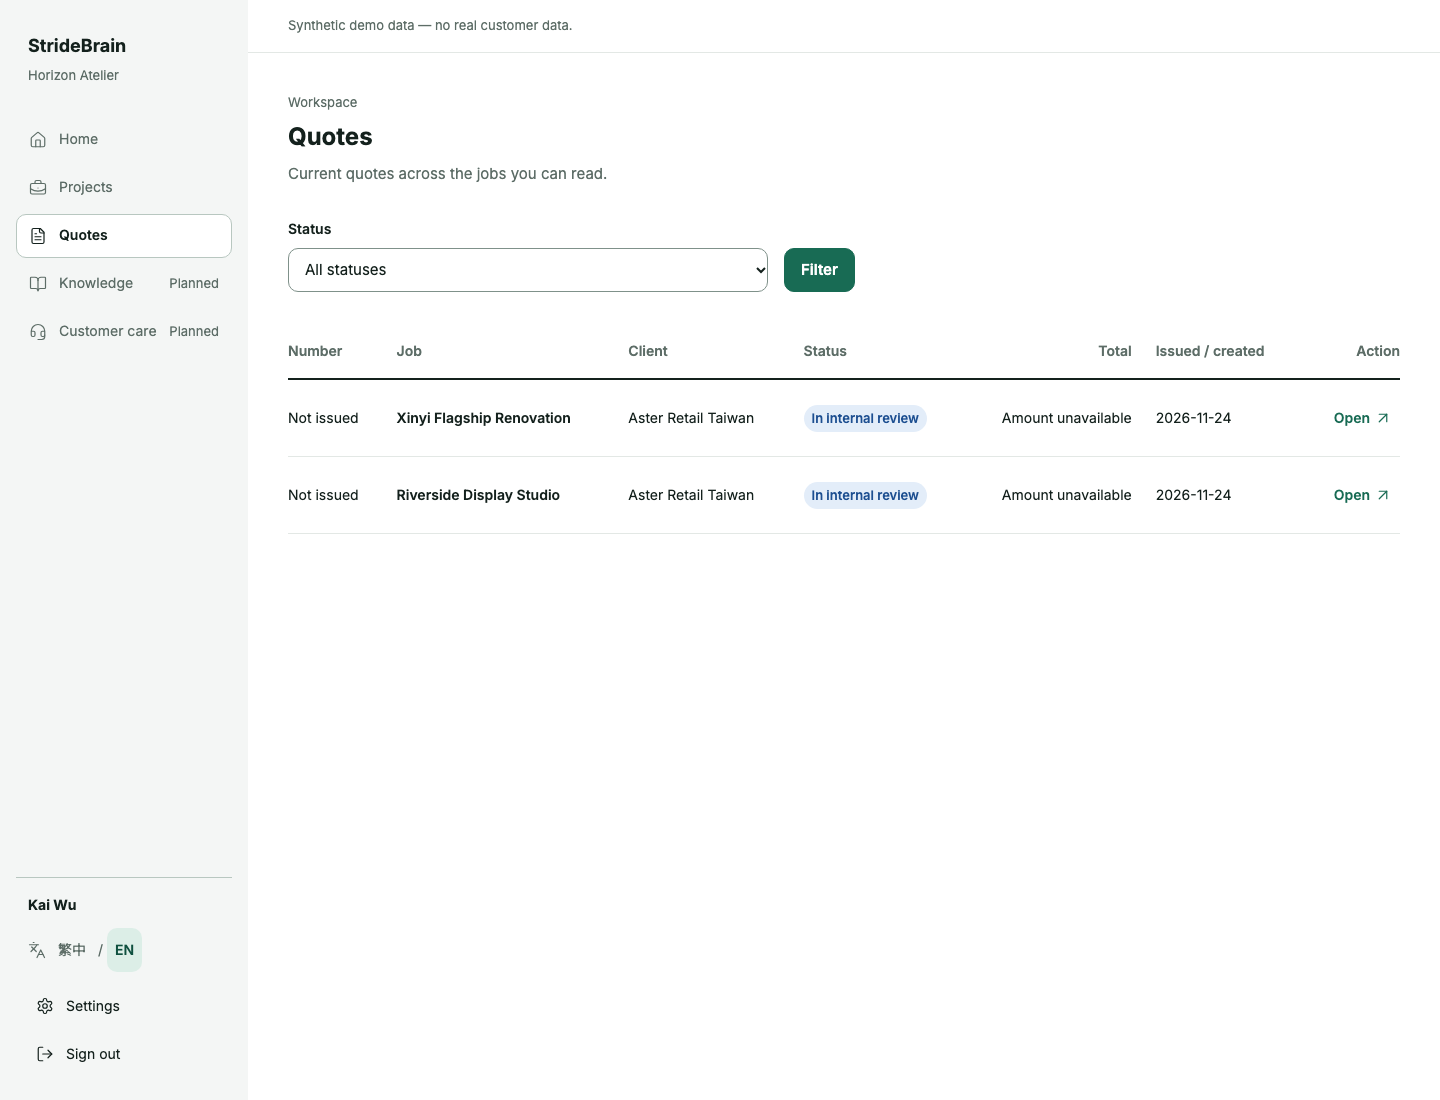 StrideBrain
Horizon Atelier
Home
Projects
Quotes
Knowledge Planned
Customer care Planned
Kai Wu
繁中 / EN
Settings
Sign out
Synthetic demo data — no real customer data.
Workspace
Quotes
Current quotes across the jobs you can read.
Status
All statuses Filter
Number Job Client Status Total Issued / created Action
Not issued Xinyi Flagship Renovation Aster Retail Taiwan In internal review Amount unavailable 2026-11-24 Open
Not issued Riverside Display Studio Aster Retail Taiwan In internal review Amount unavailable 2026-11-24 Open